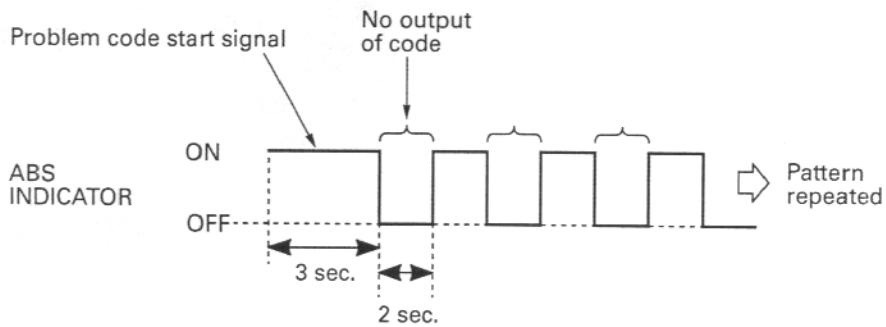 No output
of code
Problem code start signal
ABS
INDICATOR
ON
OFF
Pattern
repeated
3 sec.
2 sec.